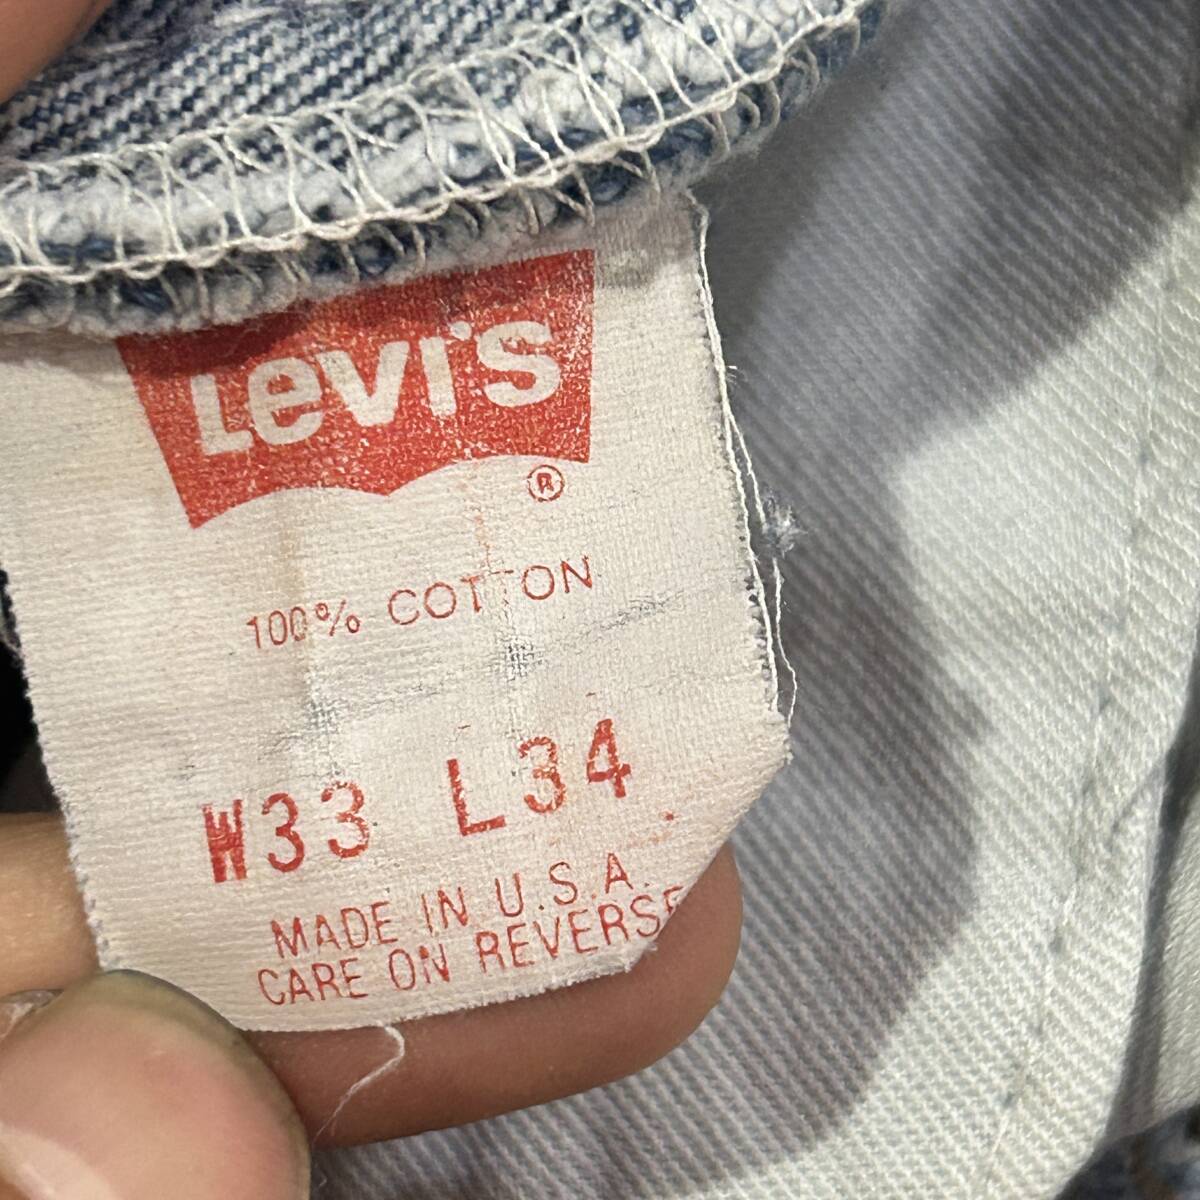 Levi's
®
100% COTTON
W33 L34
MADE IN U.S.A.
CARE ON REVERSE